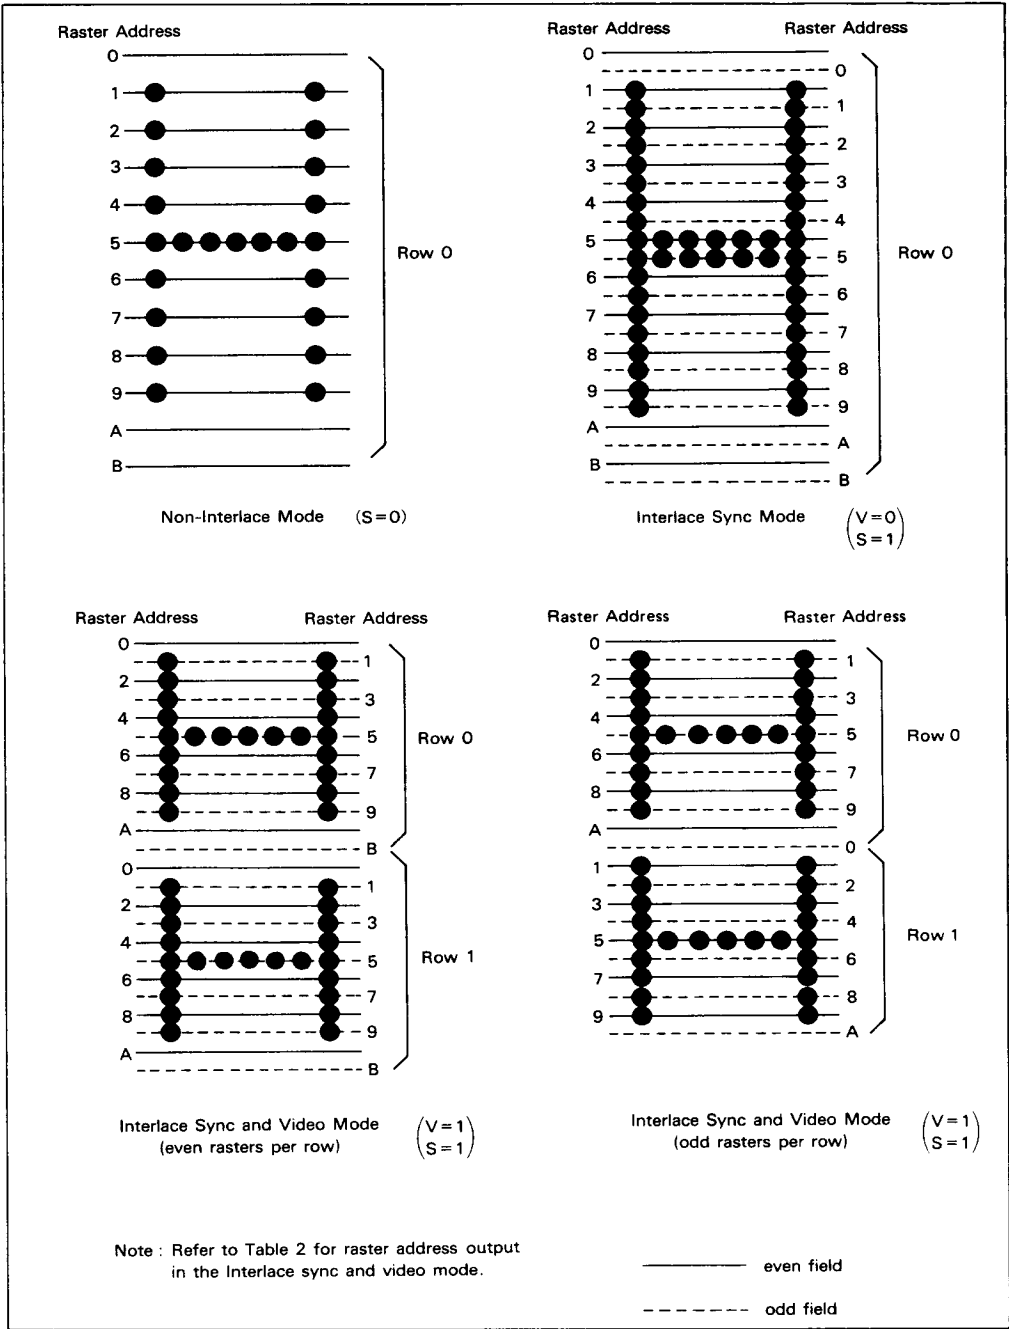 Raster Address
0
1
2
3
4
5
6
7
8
9
A
B
Row 0
Non-Interlace Mode (S=0)
Raster Address Raster Address
0
0
1
1
2
2
3
3
4
4
5
5
6
6
7
7
8
8
9
9
A
A
B
B
Row 0
Interlace Sync Mode (V=0 S=1)
Raster Address Raster Address
0
1
2
3
4
5
6
7
8
9
A
B
Row 0
0
1
2
3
4
5
6
7
8
9
A
B
Row 1
Interlace Sync and Video Mode (V=1
(even rasters per row) S=1)
Raster Address Raster Address
0
1
2
3
4
5
6
7
8
9
A
Row 0
0
1
2
3
4
5
6
7
8
9
A
Row 1
Interlace Sync and Video Mode (V=1
(odd rasters per row) S=1)
Note : Refer to Table 2 for raster address output
in the Interlace sync and video mode.
even field
odd field